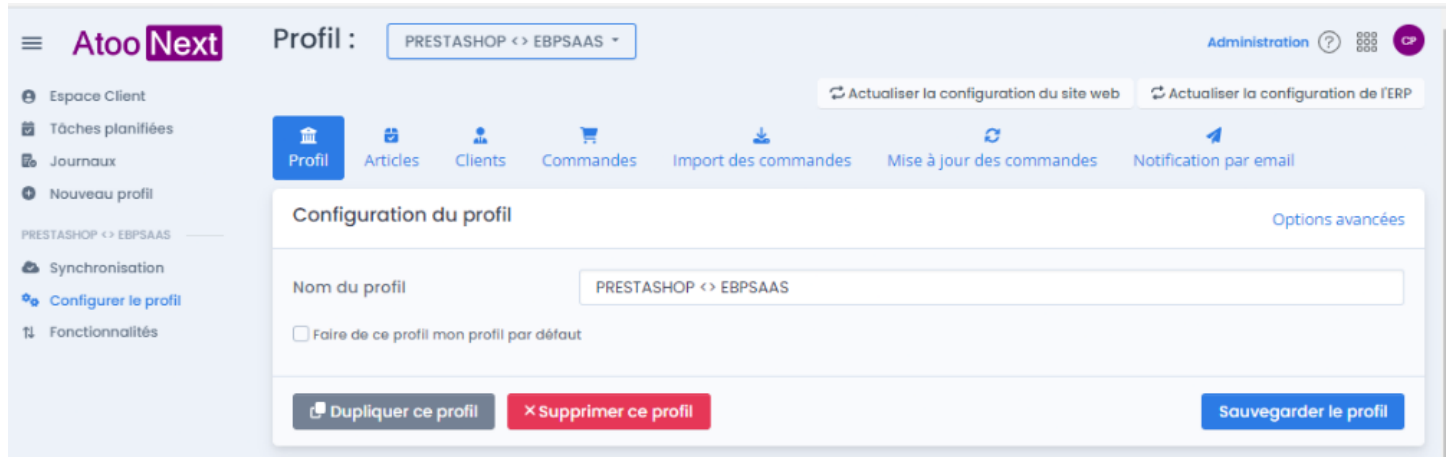 Atoo Next
Profil :
PRESTASHOP <> EBPSAAS
Administration
?
CP
Espace Client
Tâches planifiées
Journaux
Nouveau profil
PRESTASHOP <> EBPSAAS
Synchronisation
Configurer le profil
Fonctionnalités
Actualiser la configuration du site web
Actualiser la configuration de l'ERP
Profil
Articles
Clients
Commandes
Import des commandes
Mise à jour des commandes
Notification par email
Configuration du profil
Options avancées
Nom du profil
PRESTASHOP <> EBPSAAS
Faire de ce profil mon profil par défaut
Dupliquer ce profil
Supprimer ce profil
Sauvegarder le profil